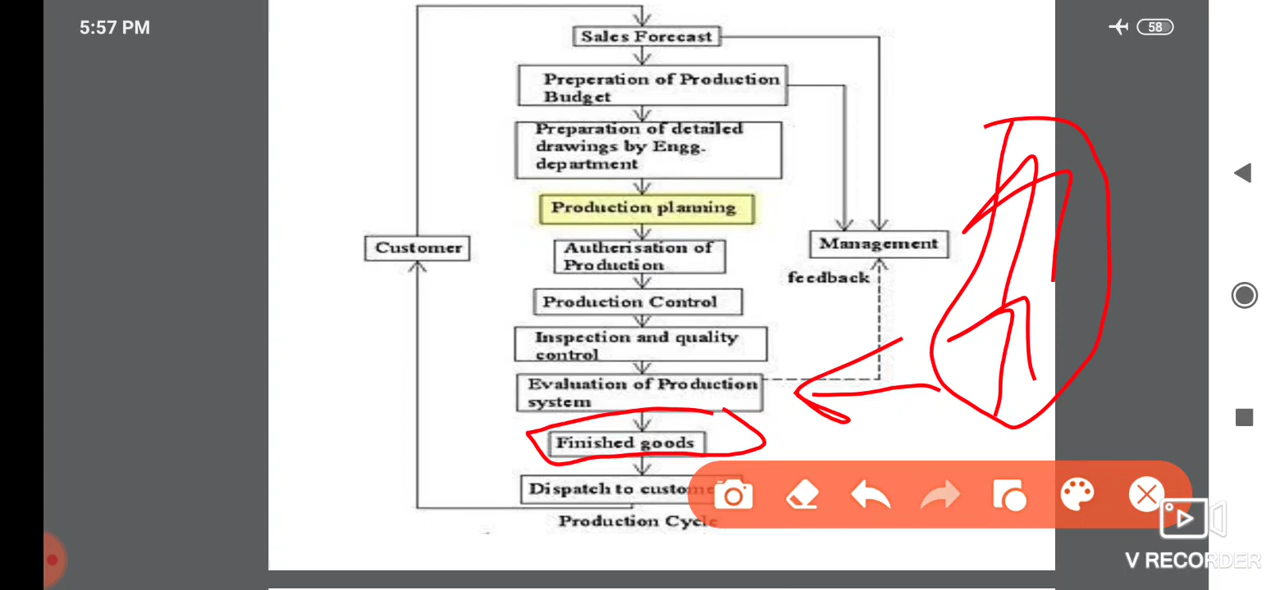 5:57 PM
58
Sales Forecast
Preperation of Production
Budget
Preparation of detailed
drawings by Engg.
department
Production planning
Customer
Autherisation of
Production
Management
feedback
Production Control
Inspection and quality
control
Evaluation of Production
system
Finished goods
Dispatch to
Production Cycle
V RECORDER